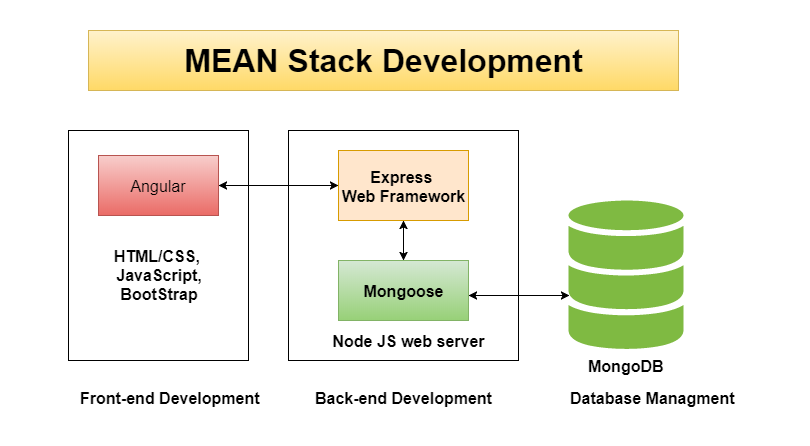 MEAN Stack Development
Angular
HTML/CSS,
JavaScript,
BootStrap
Express
Web Framework
Mongoose
Node JS web server
MongoDB
Front-end Development
Back-end Development
Database Managment